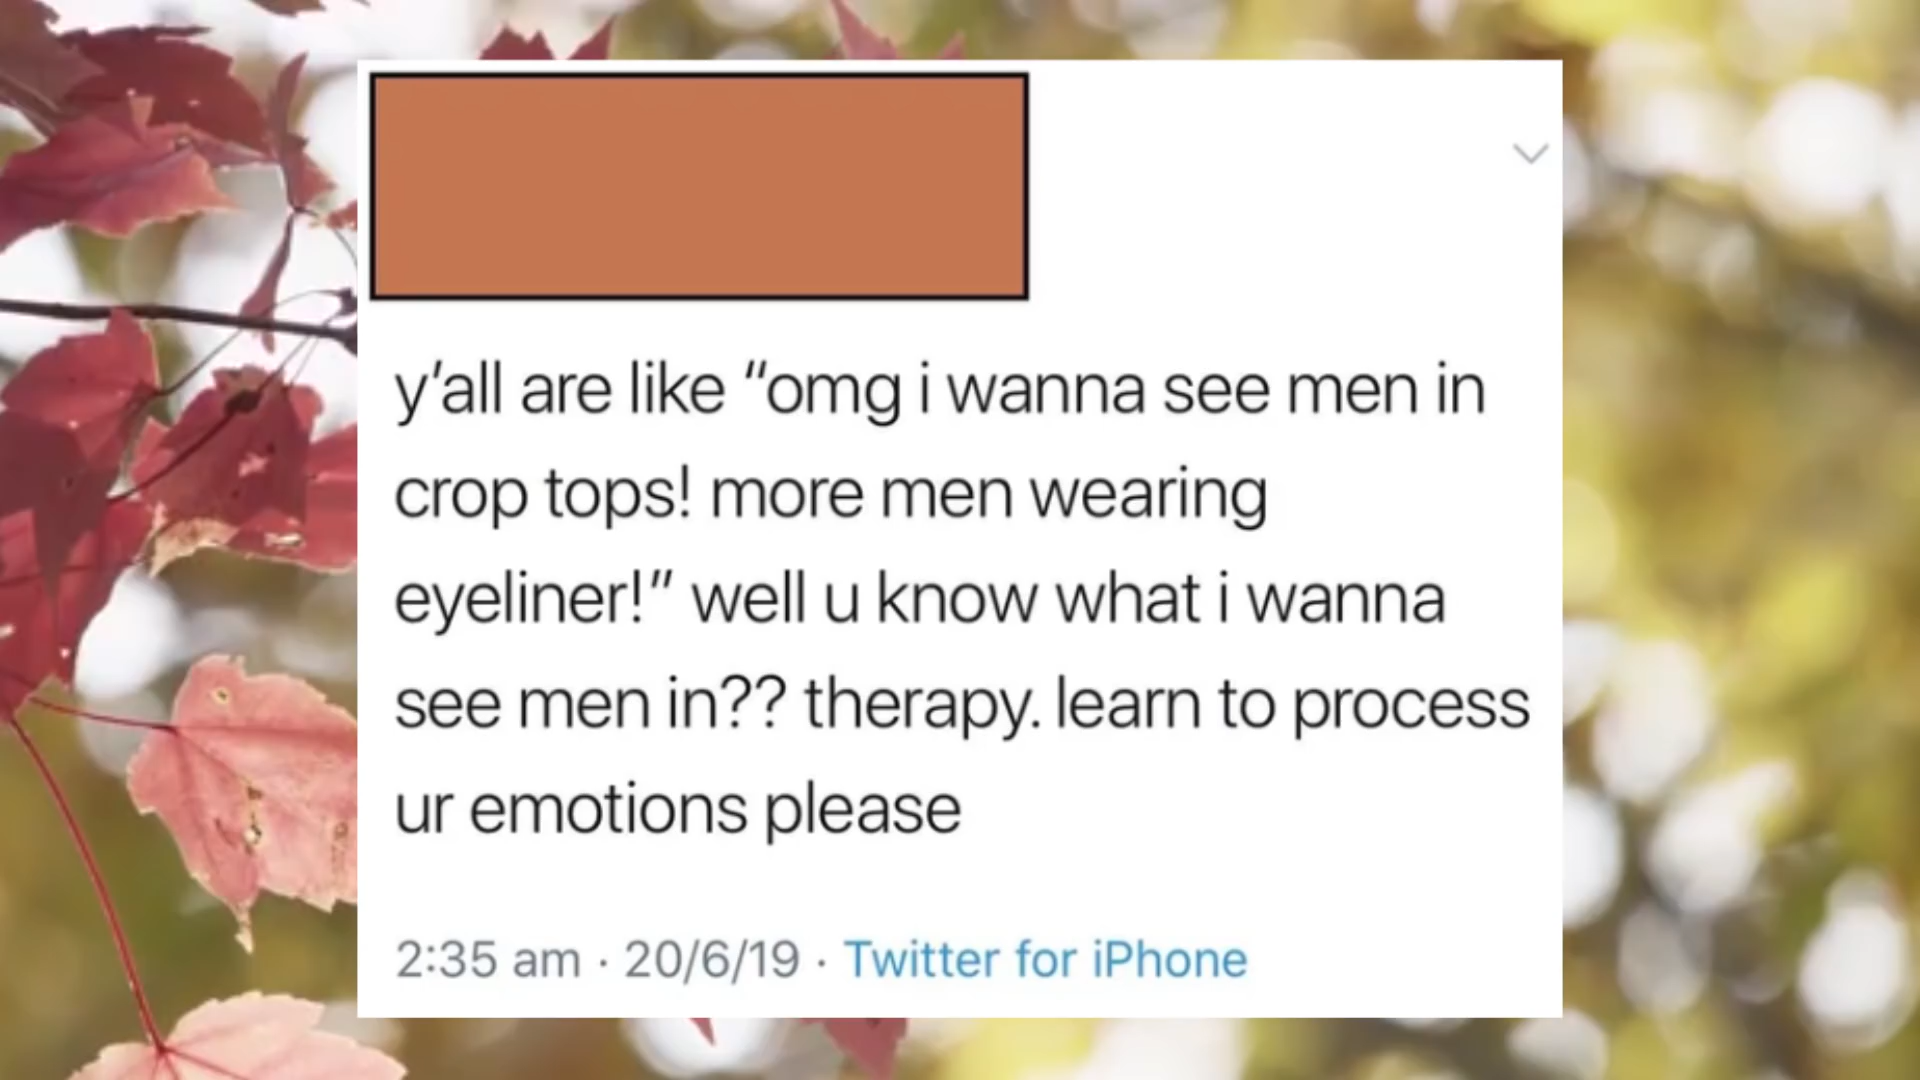 y’all are like “omg i wanna see men in
crop tops! more men wearing
eyeliner!” well u know what i wanna
see men in?? therapy. learn to process
ur emotions please
2:35 am · 20/6/19 · Twitter for iPhone